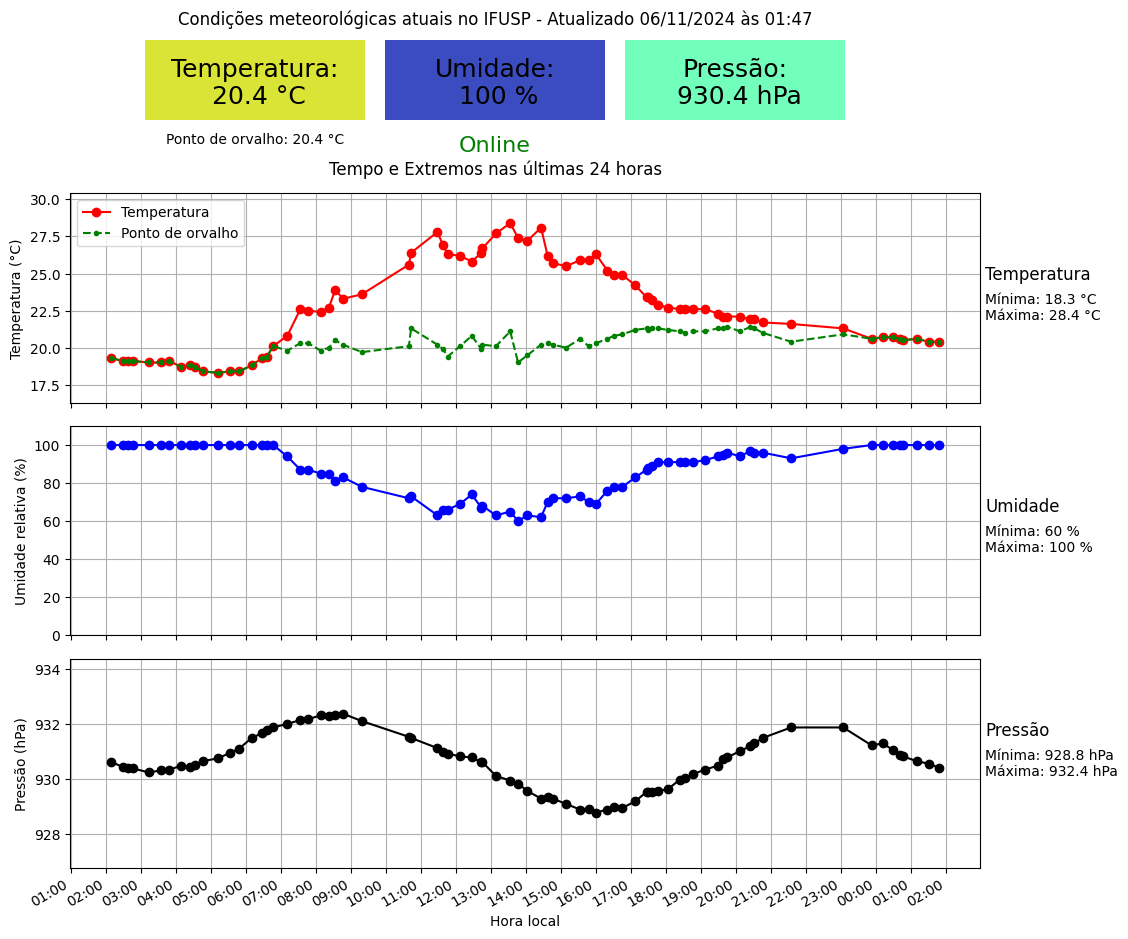 Condições meteorológicas atuais no IFUSP - Atualizado 06/11/2024 às 01:47
Temperatura:
20.4 °C
Umidade:
100 %
Pressão:
930.4 hPa
Ponto de orvalho: 20.4 °C
Online
Tempo e Extremos nas últimas 24 horas
Temperatura (°C)
30.0
27.5
25.0
22.5
20.0
17.5
Temperatura
Ponto de orvalho
Temperatura
Mínima: 18.3 °C
Máxima: 28.4 °C
Umidade relativa (%)
100
80
60
40
20
0
Umidade
Mínima: 60 %
Máxima: 100 %
Pressão (hPa)
934
932
930
928
Pressão
Mínima: 928.8 hPa
Máxima: 932.4 hPa
01:00 02:00 03:00 04:00 05:00 06:00 07:00 08:00 09:00 10:00 11:00 12:00 13:00 14:00 15:00 16:00 17:00 18:00 19:00 20:00 21:00 22:00 23:00 00:00 01:00 02:00
Hora local